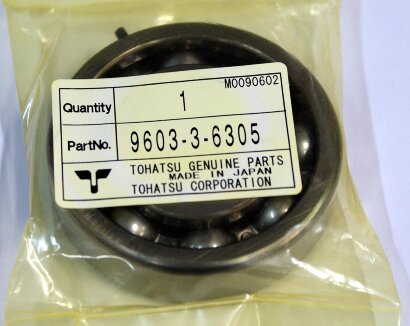 M0090602
Quantity 1
PartNo. 9603-3-6305
TOHATSU GENUINE PARTS
MADE IN JAPAN
TOHATSU CORPORATION